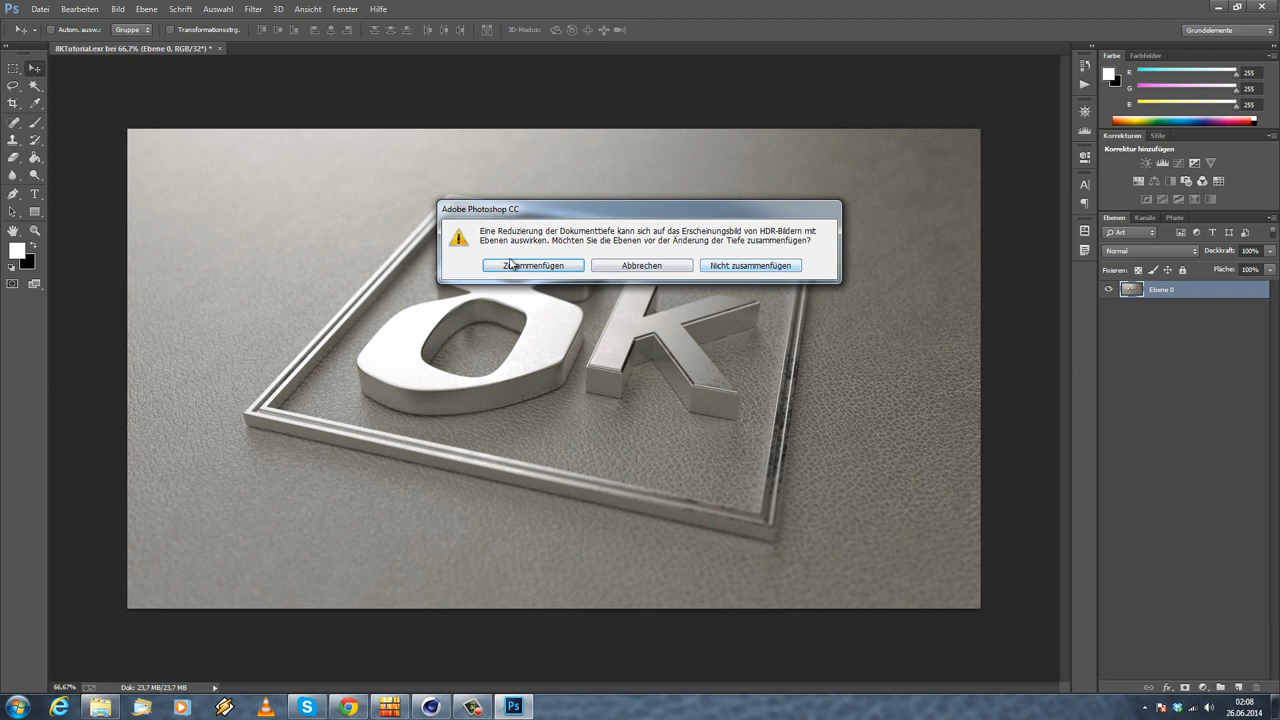 Ps Datei Bearbeiten Bild Ebene Schrift Auswahl Filter 3D Ansicht Fenster Hilfe
Autom. ausw.: Gruppe Transformationsstrg. 3D-Modus: Grundelemente
8KTutorial.exr bei 66,7% (Ebene 0, RGB/32*) * ×
Farbe Farbfelder
R 255
G 255
B 255
Korrekturen Stile
Korrektur hinzufügen
Adobe Photoshop CC
Eine Reduzierung der Dokumenttiefe kann sich auf das Erscheinungsbild von HDR-Bildern mit
Ebenen auswirken. Möchten Sie die Ebenen vor der Änderung der Tiefe zusammenfügen?
Zusammenfügen Abbrechen Nicht zusammenfügen
Ebenen Kanäle Pfade
Art
Normal Deckkraft: 100%
Fixieren: Fläche: 100%
Ebene 0
K
66,67% Dok: 23,7 MB/23,7 MB
Ps
02:08
26.06.2014